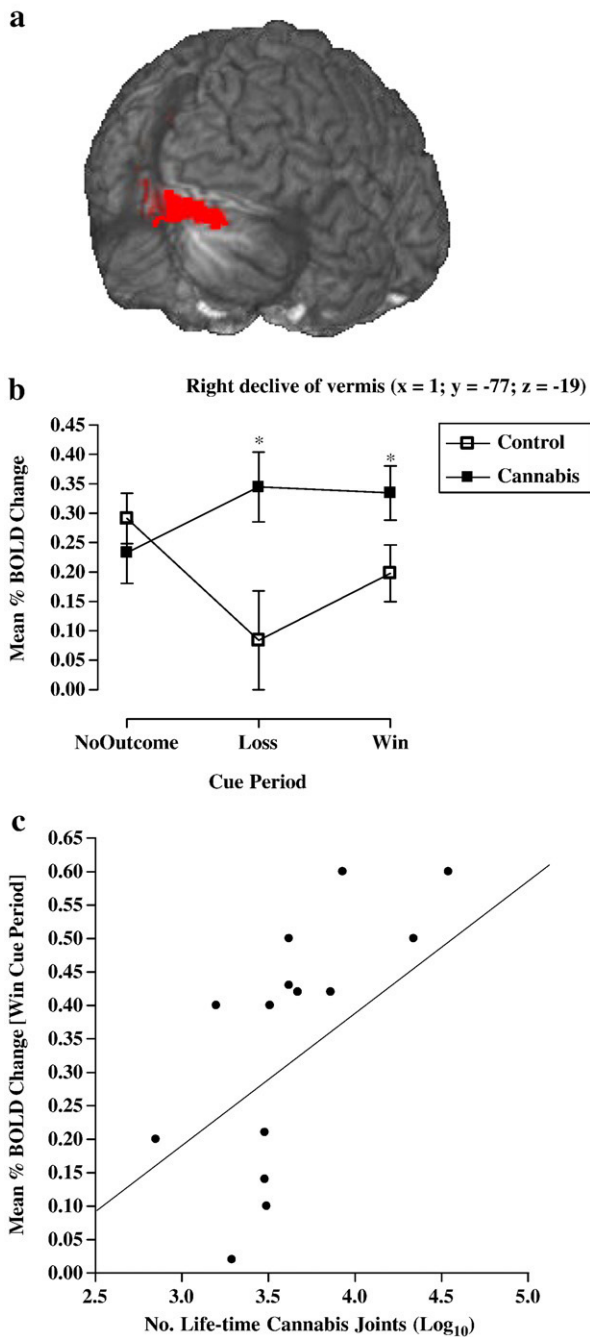 a
b
Right declive of vermis (x = 1; y = -77; z = -19)
Control
Cannabis
Mean % BOLD Change
0.45
0.40
0.35
0.30
0.25
0.20
0.15
0.10
0.05
0.00
*
*
NoOutcome Loss Win
Cue Period
c
Mean % BOLD Change [Win Cue Period]
0.65
0.60
0.55
0.50
0.45
0.40
0.35
0.30
0.25
0.20
0.15
0.10
0.05
0.00
2.5 3.0 3.5 4.0 4.5 5.0
No. Life-time Cannabis Joints (Log10)